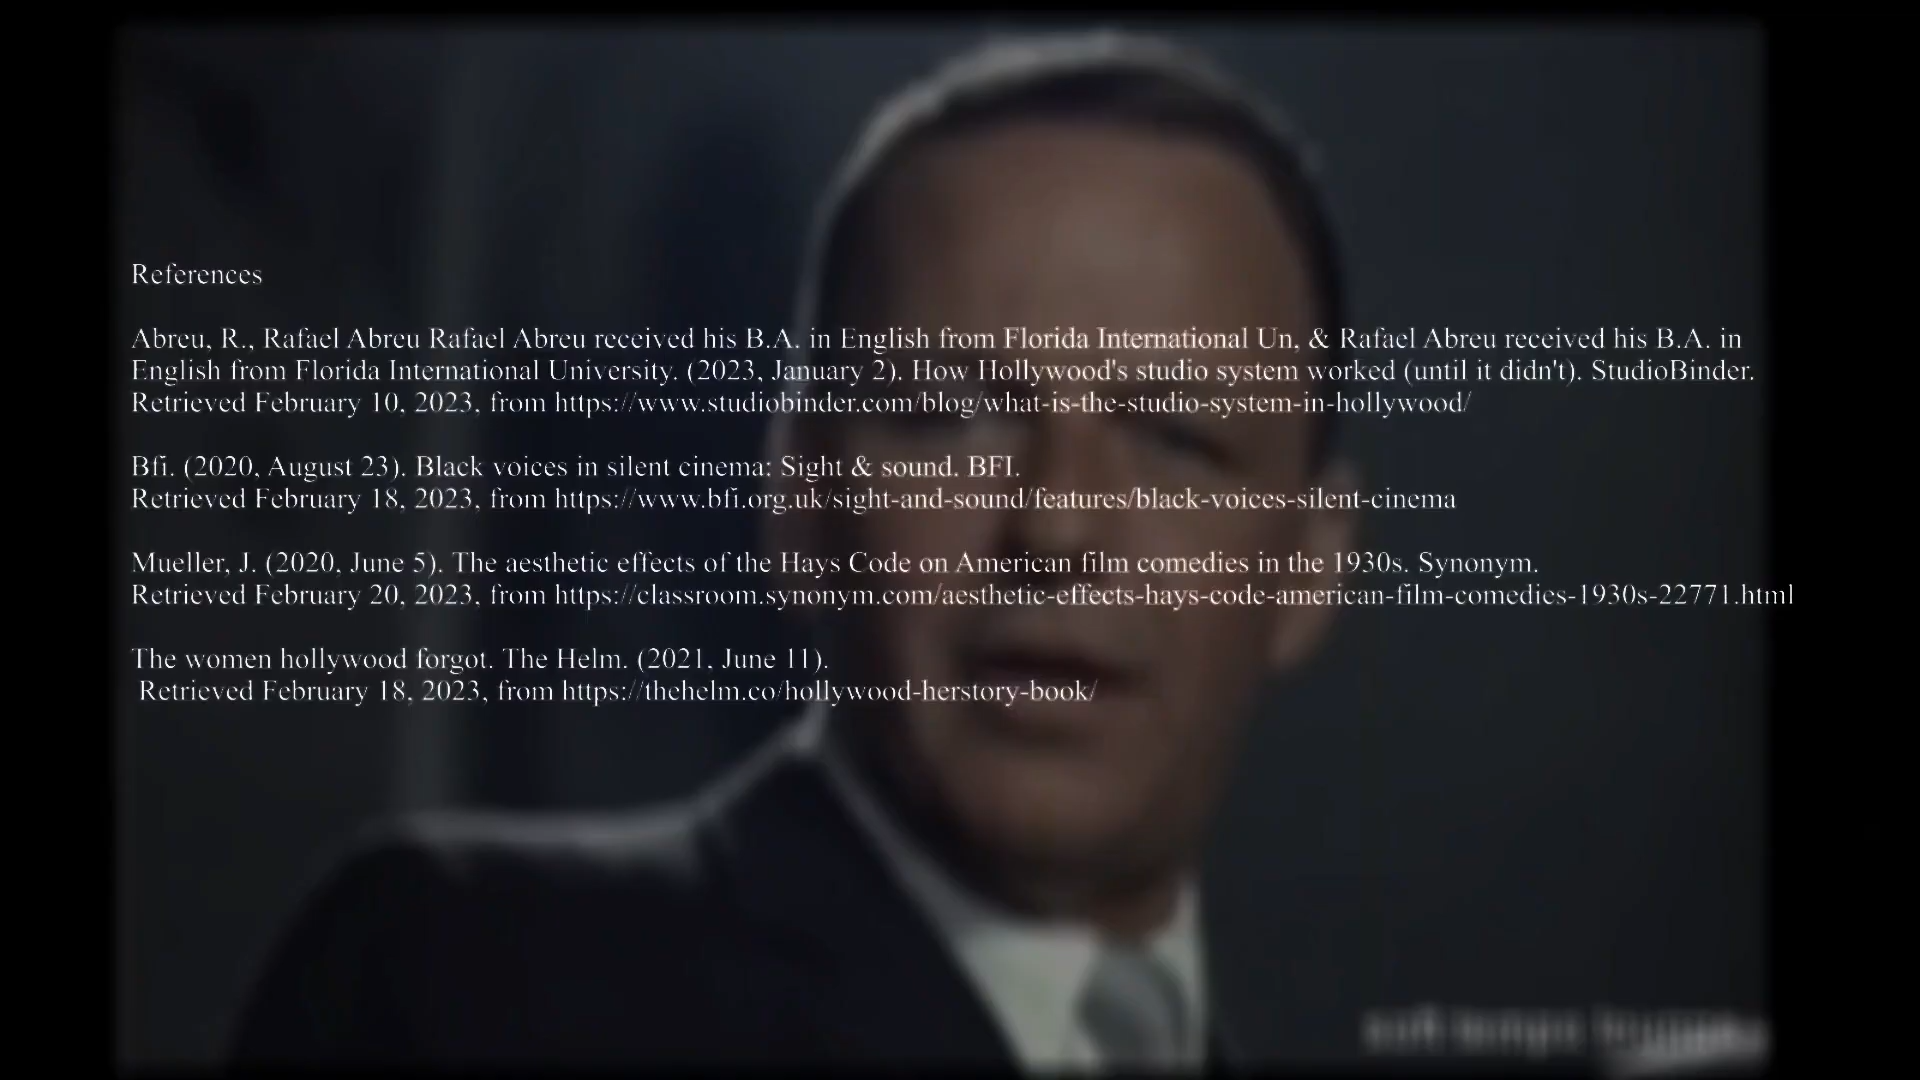 References
Abreu, R., Rafael Abreu Rafael Abreu received his B.A. in English from Florida International Un, & Rafael Abreu received his B.A. in
English from Florida International University. (2023, January 2). How Hollywood's studio system worked (until it didn't). StudioBinder.
Retrieved February 10, 2023, from https://www.studiobinder.com/blog/what-is-the-studio-system-in-hollywood/
Bfi. (2020, August 23). Black voices in silent cinema: Sight & sound. BFI.
Retrieved February 18, 2023, from https://www.bfi.org.uk/sight-and-sound/features/black-voices-silent-cinema
Mueller, J. (2020, June 5). The aesthetic effects of the Hays Code on American film comedies in the 1930s. Synonym.
Retrieved February 20, 2023, from https://classroom.synonym.com/aesthetic-effects-hays-code-american-film-comedies-1930s-22771.html
The women hollywood forgot. The Helm. (2021, June 11).
Retrieved February 18, 2023, from https://thehelm.co/hollywood-herstory-book/